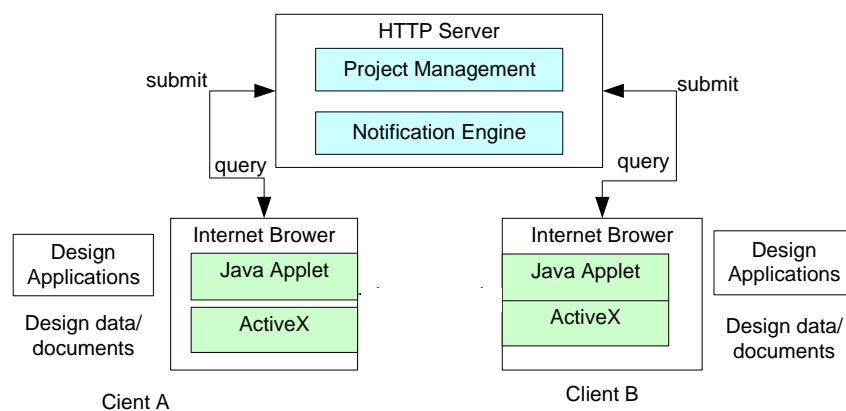 HTTP Server
Project Management
submit
submit
Notification Engine
query
query
Internet Brower
Internet Brower
Design
Applications
Java Applet
Java Applet
Design
Applications
ActiveX
ActiveX
Design data/
documents
Design data/
documents
Cient A
Client B